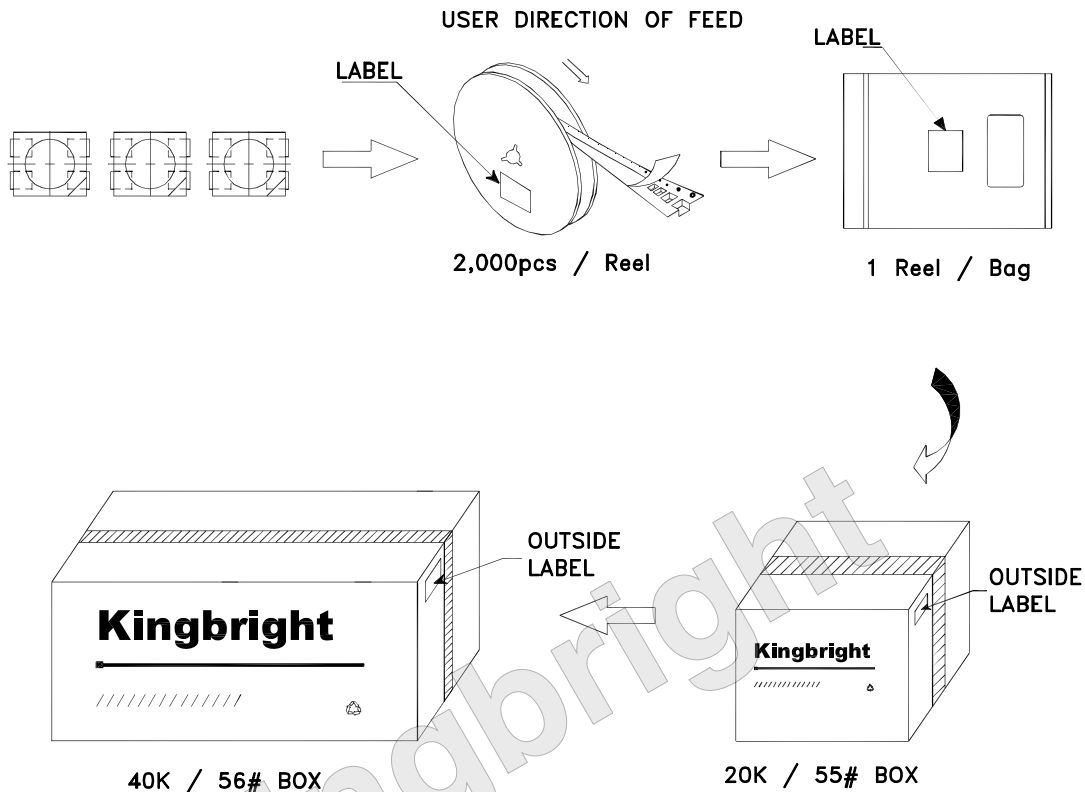 USER DIRECTION OF FEED
LABEL
LABEL
2,000pcs / Reel
1 Reel / Bag
OUTSIDE
LABEL
OUTSIDE
LABEL
Kingbright
Kingbright
40K / 56# BOX
20K / 55# BOX
Kingbright